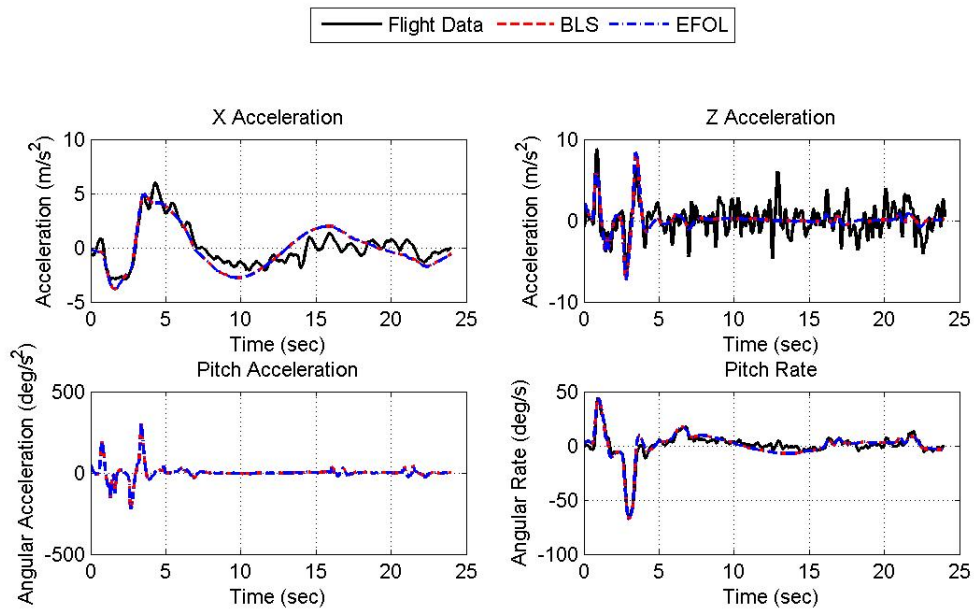 Flight Data BLS EFOL
X Acceleration
Acceleration (m/s²)
10
5
0
-5
0 5 10 15 20 25
Time (sec)
Z Acceleration
Acceleration (m/s²)
10
0
-10
0 5 10 15 20 25
Time (sec)
Pitch Acceleration
Angular Acceleration (deg/s²)
500
0
-500
0 5 10 15 20 25
Time (sec)
Pitch Rate
Angular Rate (deg/s)
50
0
-50
-100
0 5 10 15 20 25
Time (sec)